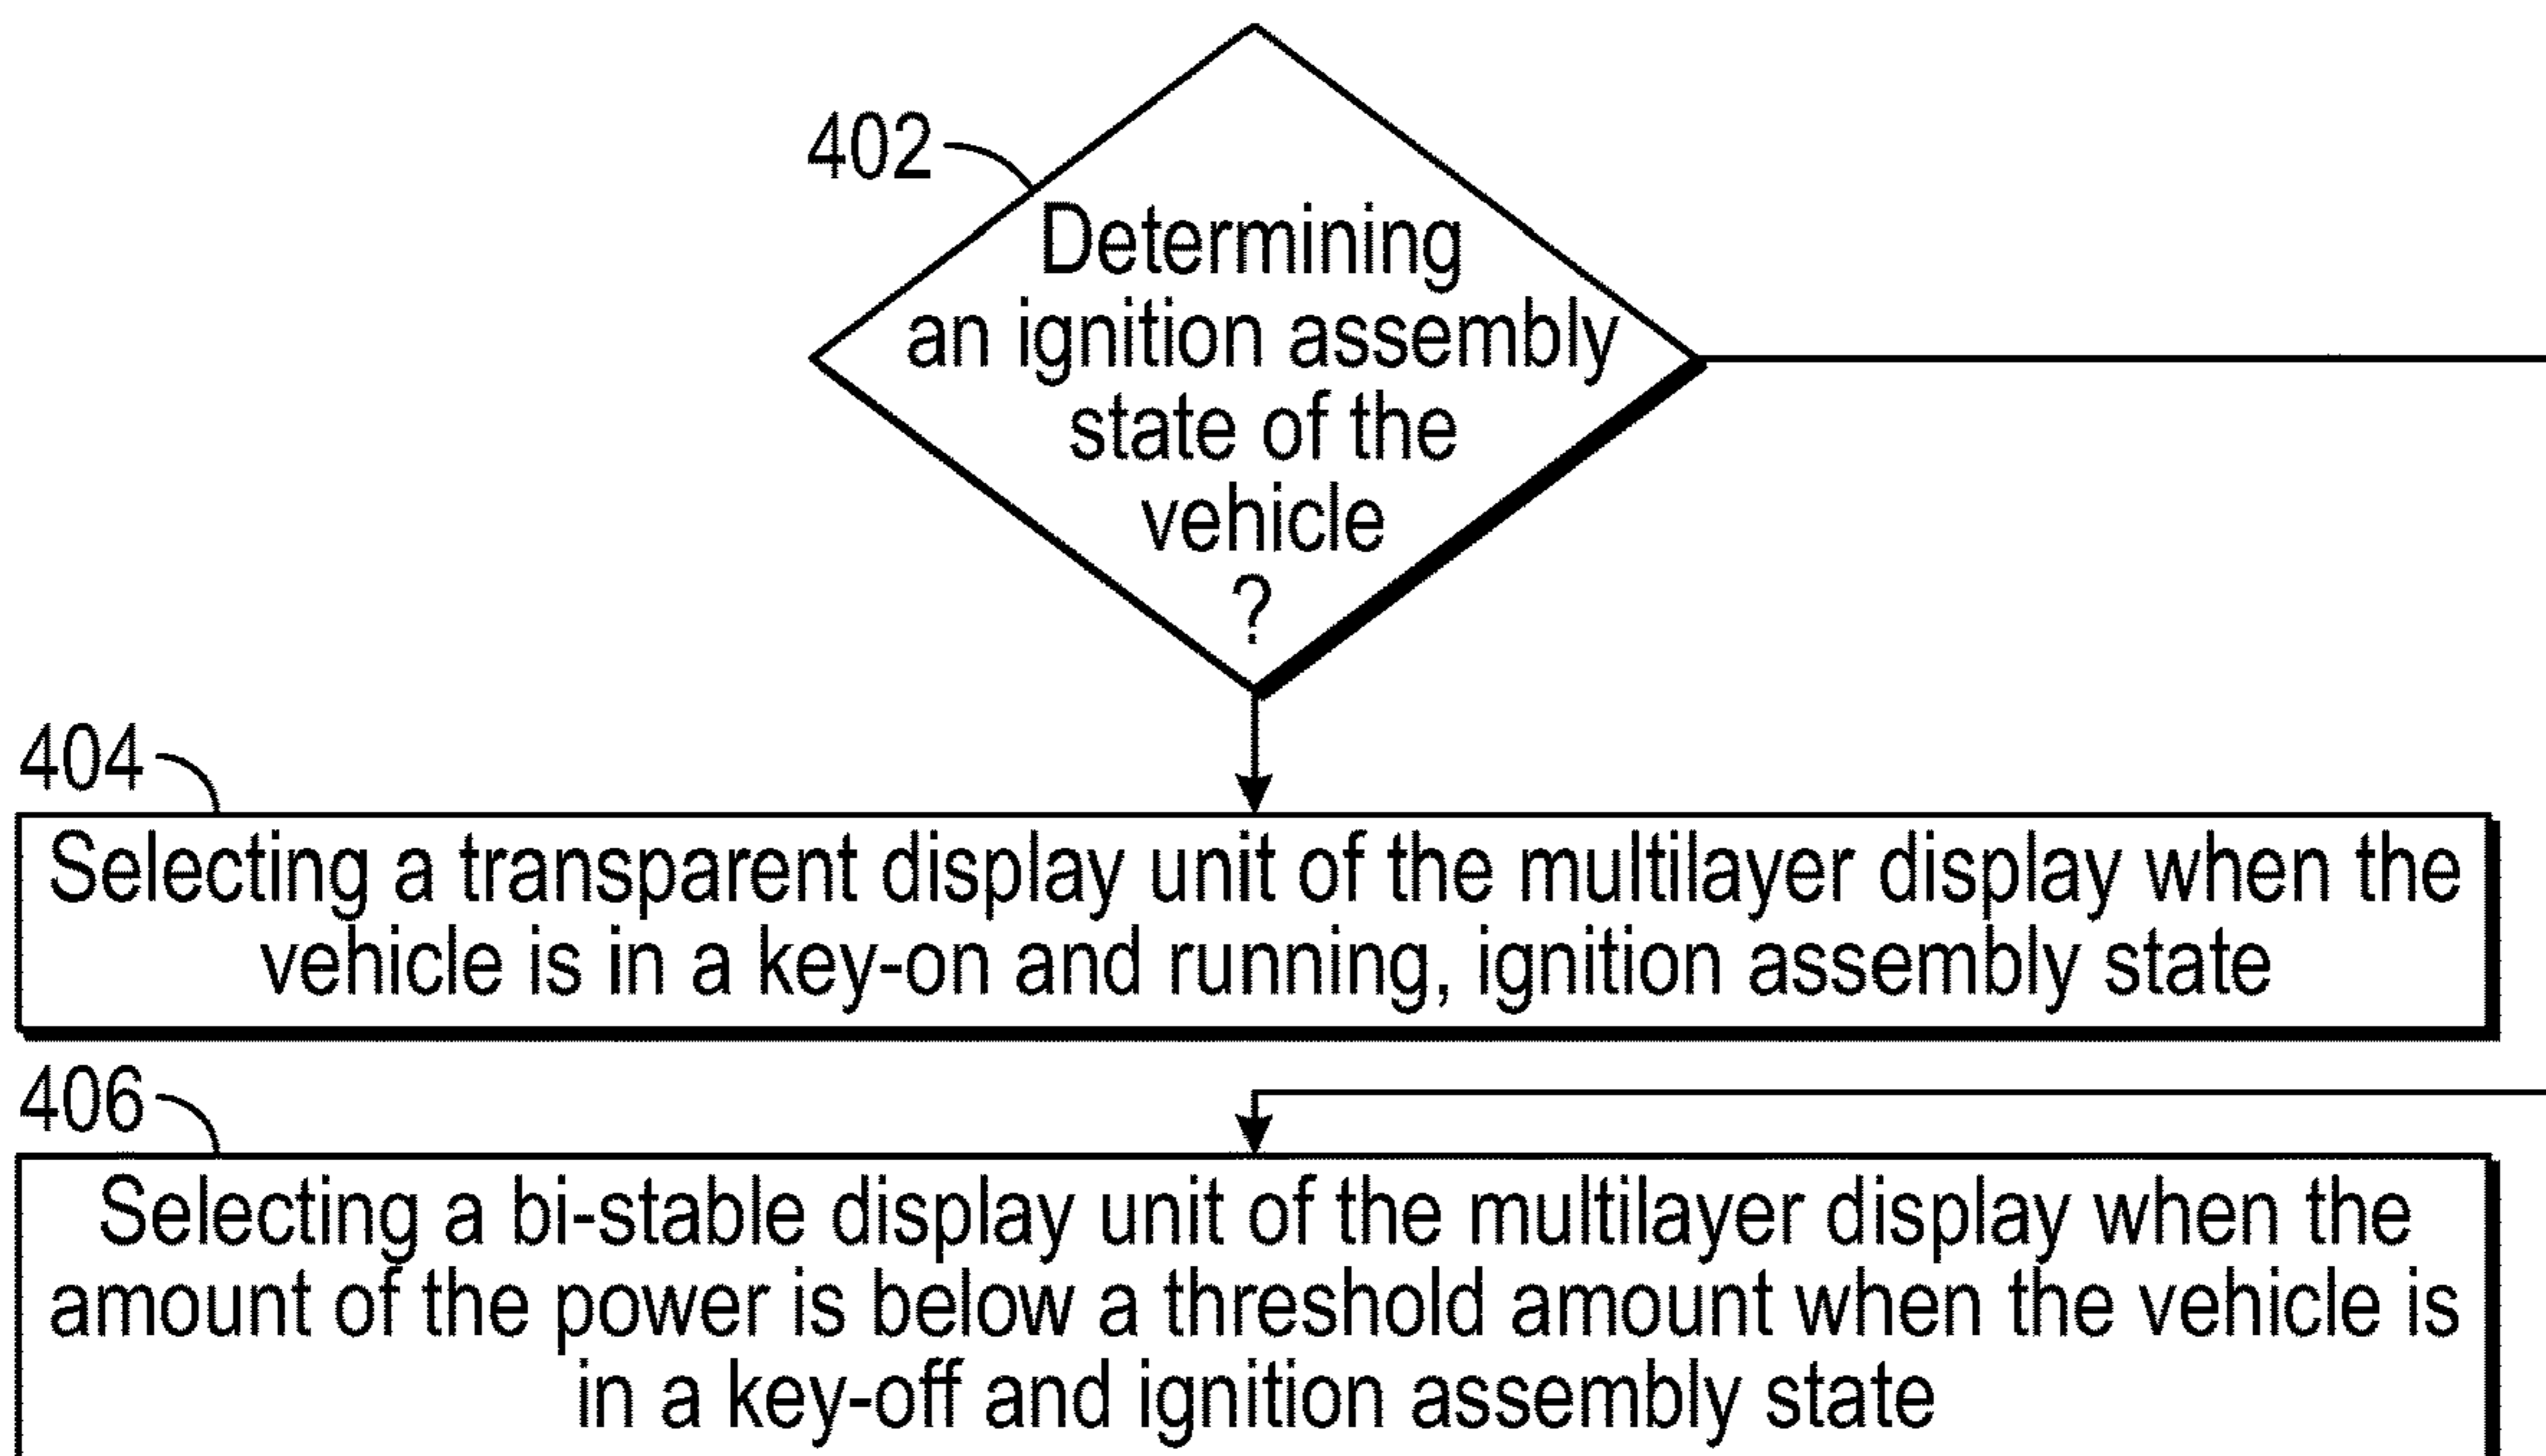 402
Determining
an ignition assembly
state of the
vehicle
?
404
Selecting a transparent display unit of the multilayer display when the
vehicle is in a key-on and running, ignition assembly state
406
Selecting a bi-stable display unit of the multilayer display when the
amount of the power is below a threshold amount when the vehicle is
in a key-off and ignition assembly state